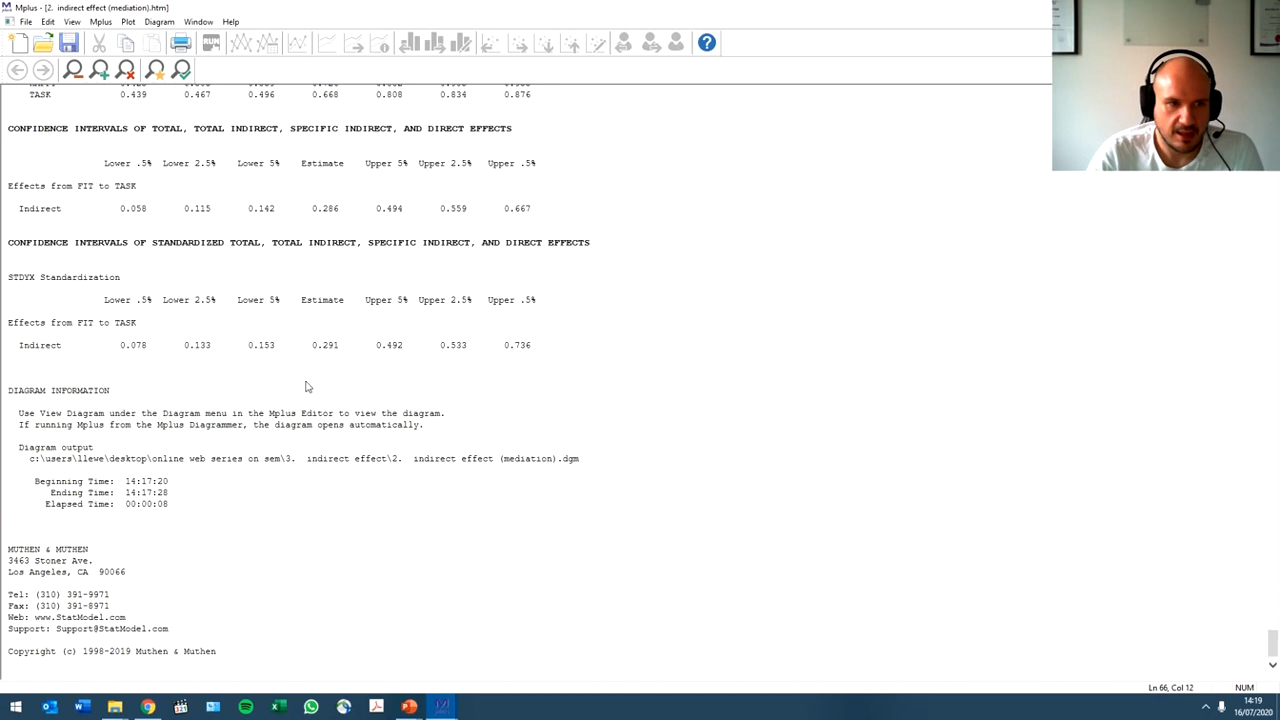 Mplus - [2. indirect effect (mediation).htm]
File Edit View Mplus Plot Diagram Window Help
RUN
TASK 0.439 0.467 0.496 0.668 0.808 0.834 0.876
CONFIDENCE INTERVALS OF TOTAL, TOTAL INDIRECT, SPECIFIC INDIRECT, AND DIRECT EFFECTS
Lower .5% Lower 2.5% Lower 5% Estimate Upper 5% Upper 2.5% Upper .5%
Effects from FIT to TASK
Indirect 0.058 0.115 0.142 0.286 0.494 0.559 0.667
CONFIDENCE INTERVALS OF STANDARDIZED TOTAL, TOTAL INDIRECT, SPECIFIC INDIRECT, AND DIRECT EFFECTS
STDYX Standardization
Lower .5% Lower 2.5% Lower 5% Estimate Upper 5% Upper 2.5% Upper .5%
Effects from FIT to TASK
Indirect 0.078 0.133 0.153 0.291 0.492 0.533 0.736
DIAGRAM INFORMATION
Use View Diagram under the Diagram menu in the Mplus Editor to view the diagram.
If running Mplus from the Mplus Diagrammer, the diagram opens automatically.
Diagram output
c:\users\llewe\desktop\online web series on sem\3. indirect effect\2. indirect effect (mediation).dgm
Beginning Time: 14:17:20
Ending Time: 14:17:28
Elapsed Time: 00:00:08
MUTHEN & MUTHEN
3463 Stoner Ave.
Los Angeles, CA 90066
Tel: (310) 391-9971
Fax: (310) 391-8971
Web: www.StatModel.com
Support: Support@StatModel.com
Copyright (c) 1998-2019 Muthen & Muthen
Ln 66, Col 12 NUM
14:19
16/07/2020